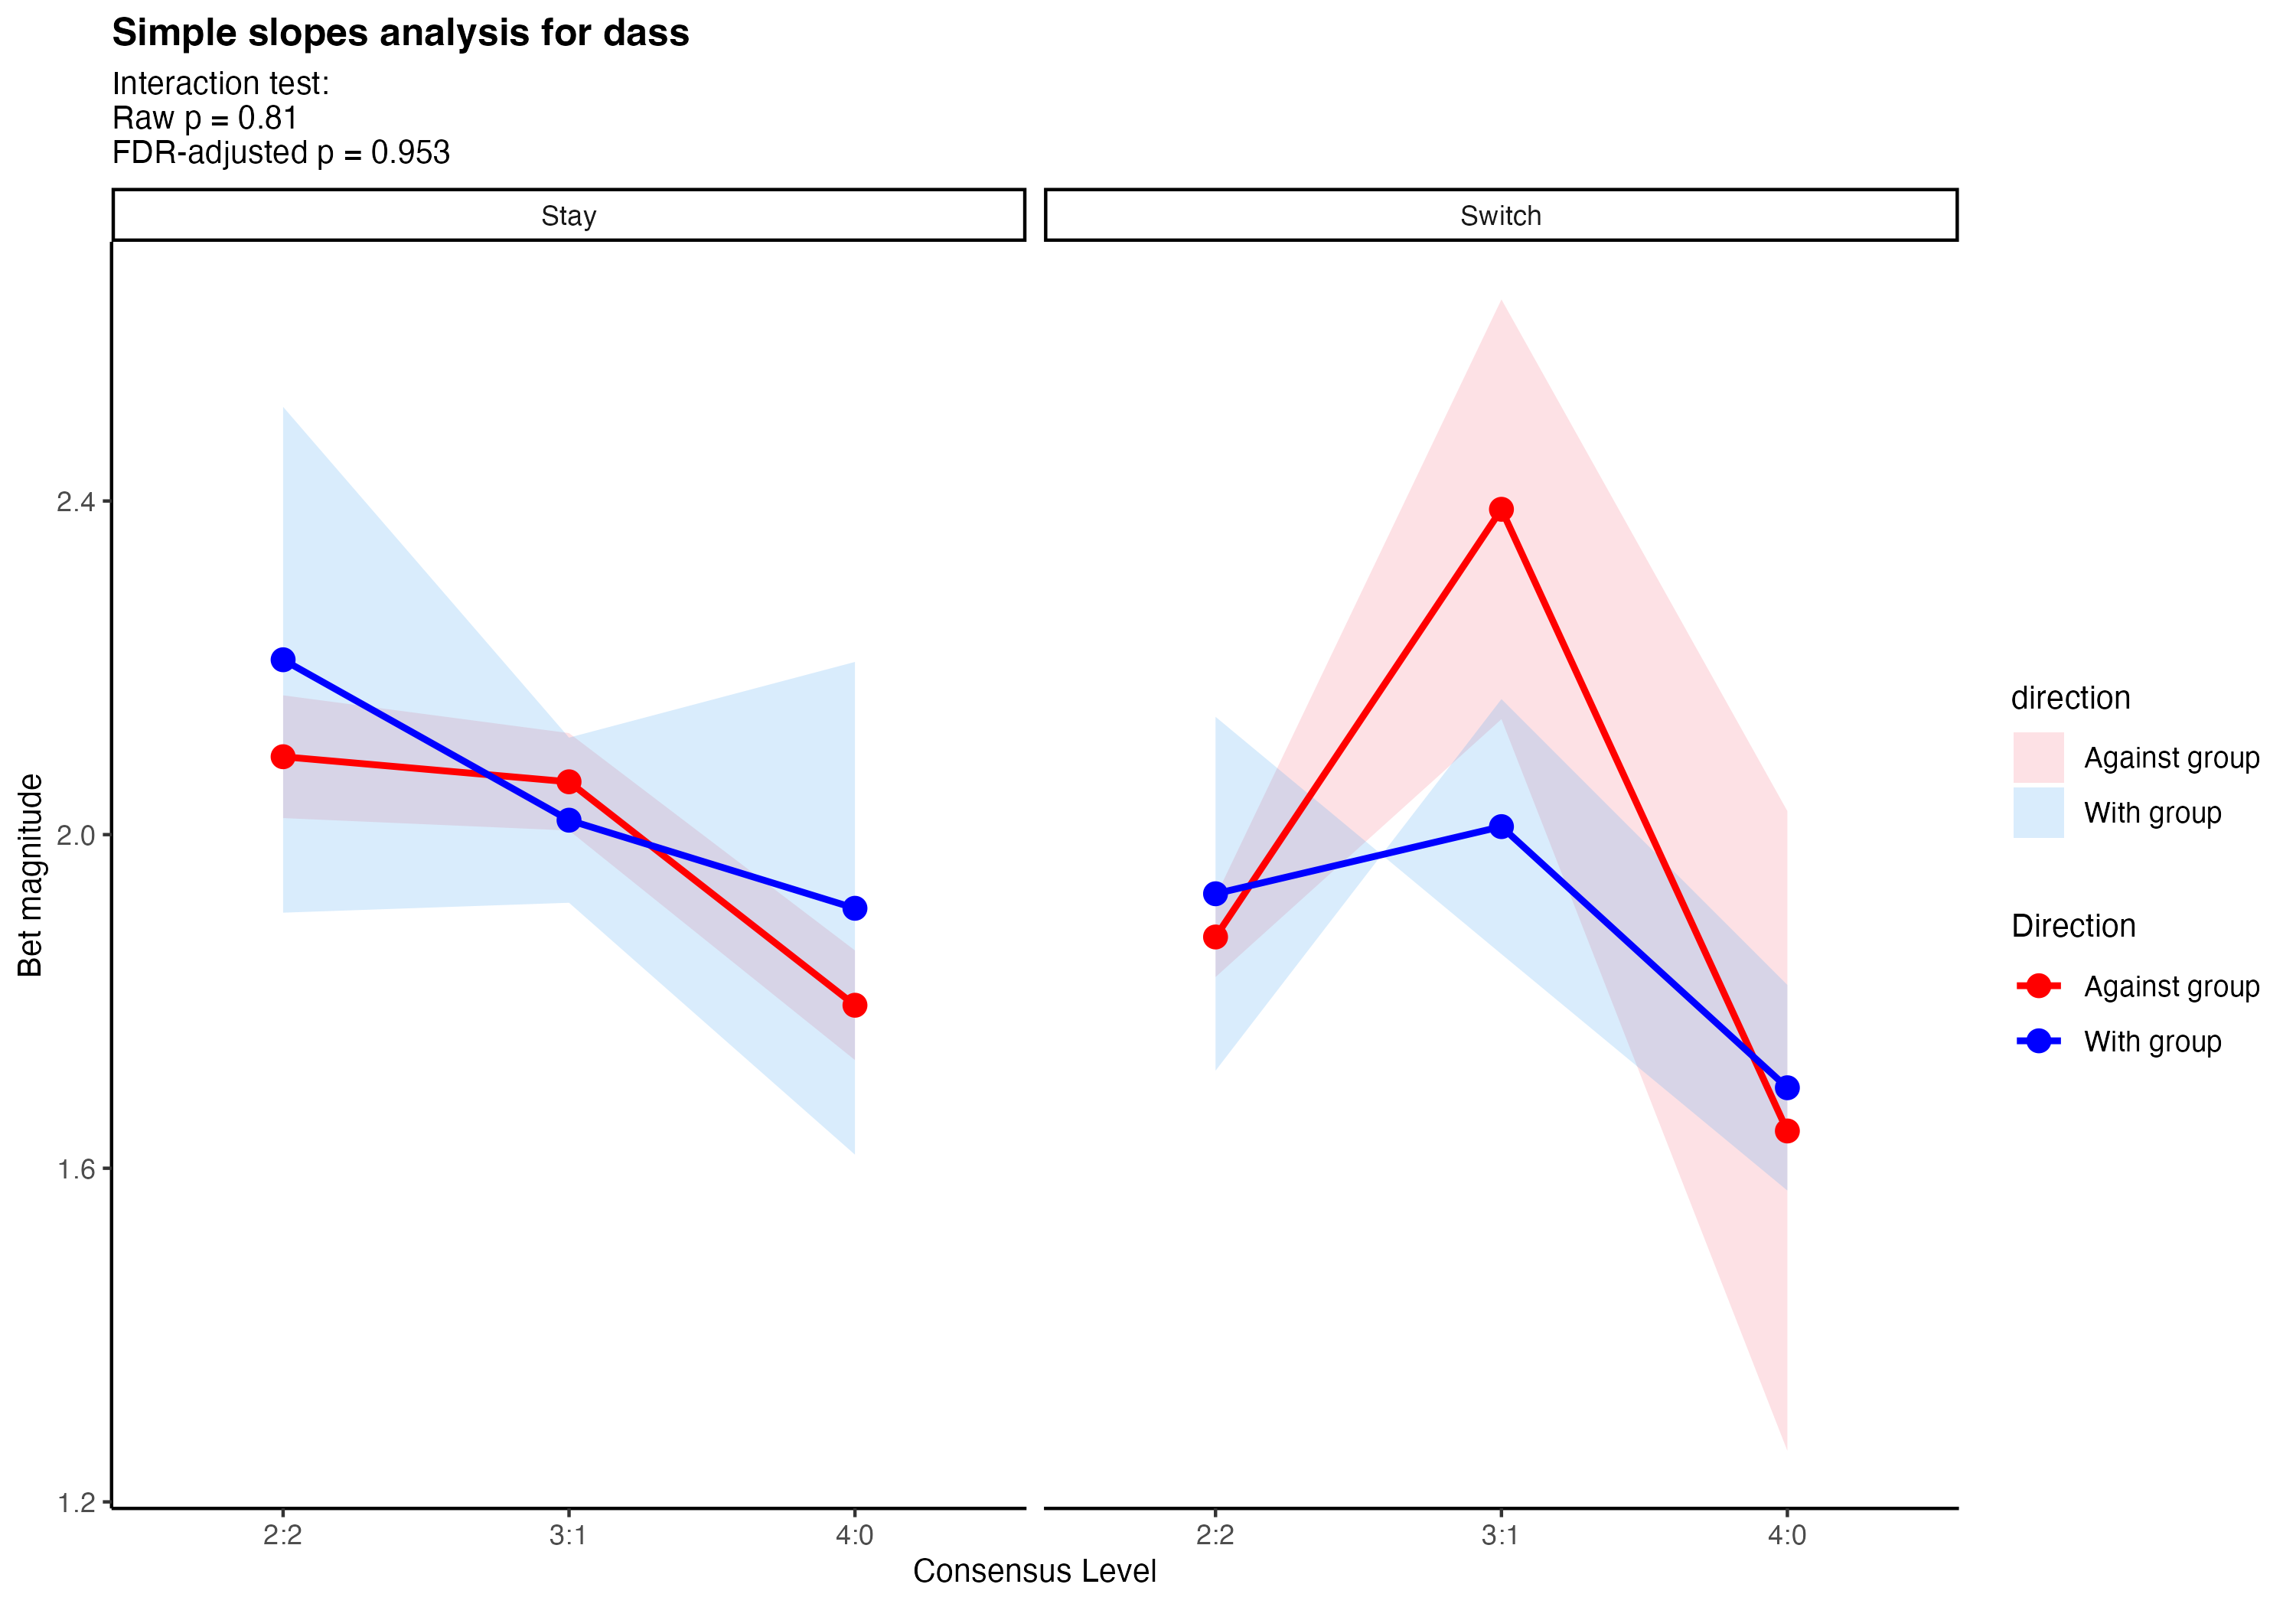 Simple slopes analysis for dass
Interaction test:
Raw p = 0.81
FDR-adjusted p = 0.953
Stay
Switch
Bet magnitude
2.4
2.0
1.6
1.2
2:2
3:1
4:0
2:2
3:1
4:0
Consensus Level
direction
Against group
With group
Direction
Against group
With group